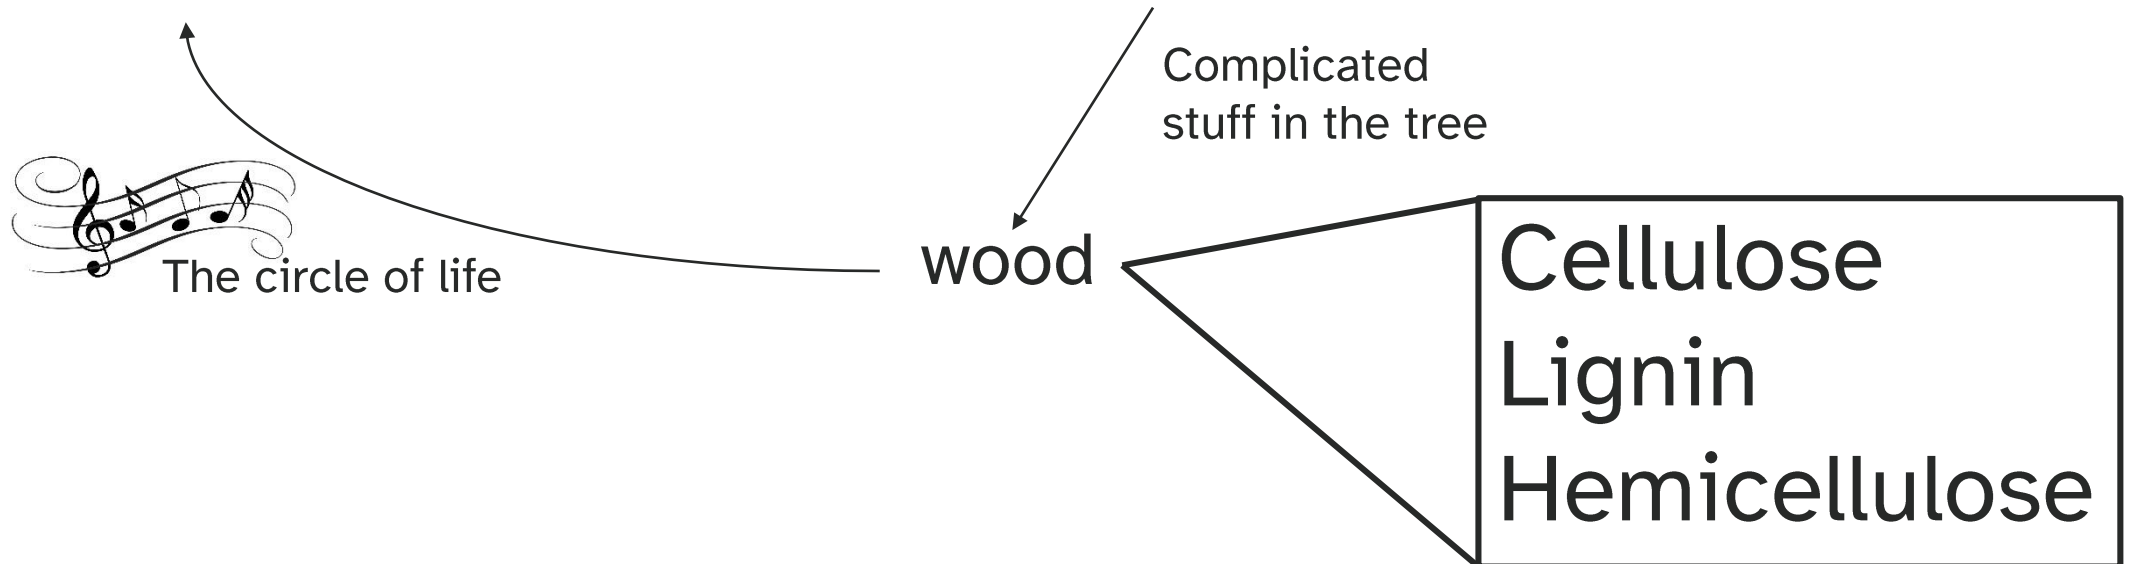 Complicated
stuff in the tree
wood
The circle of life
Cellulose
Lignin
Hemicellulose